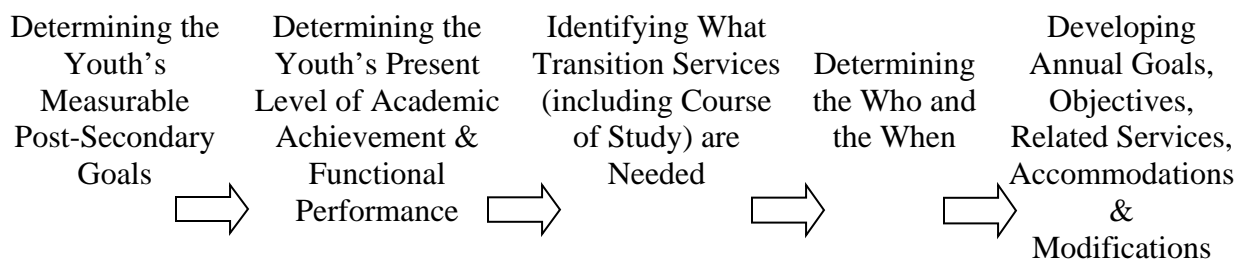 Determining the
Youth's
Measurable
Post-Secondary
Goals
Determining the
Youth's Present
Level of Academic
Achievement &
Functional
Performance
Identifying What
Transition Services
(including Course
of Study) are
Needed
Determining
the Who and
the When
Developing
Annual Goals,
Objectives,
Related Services,
Accommodations
&
Modifications